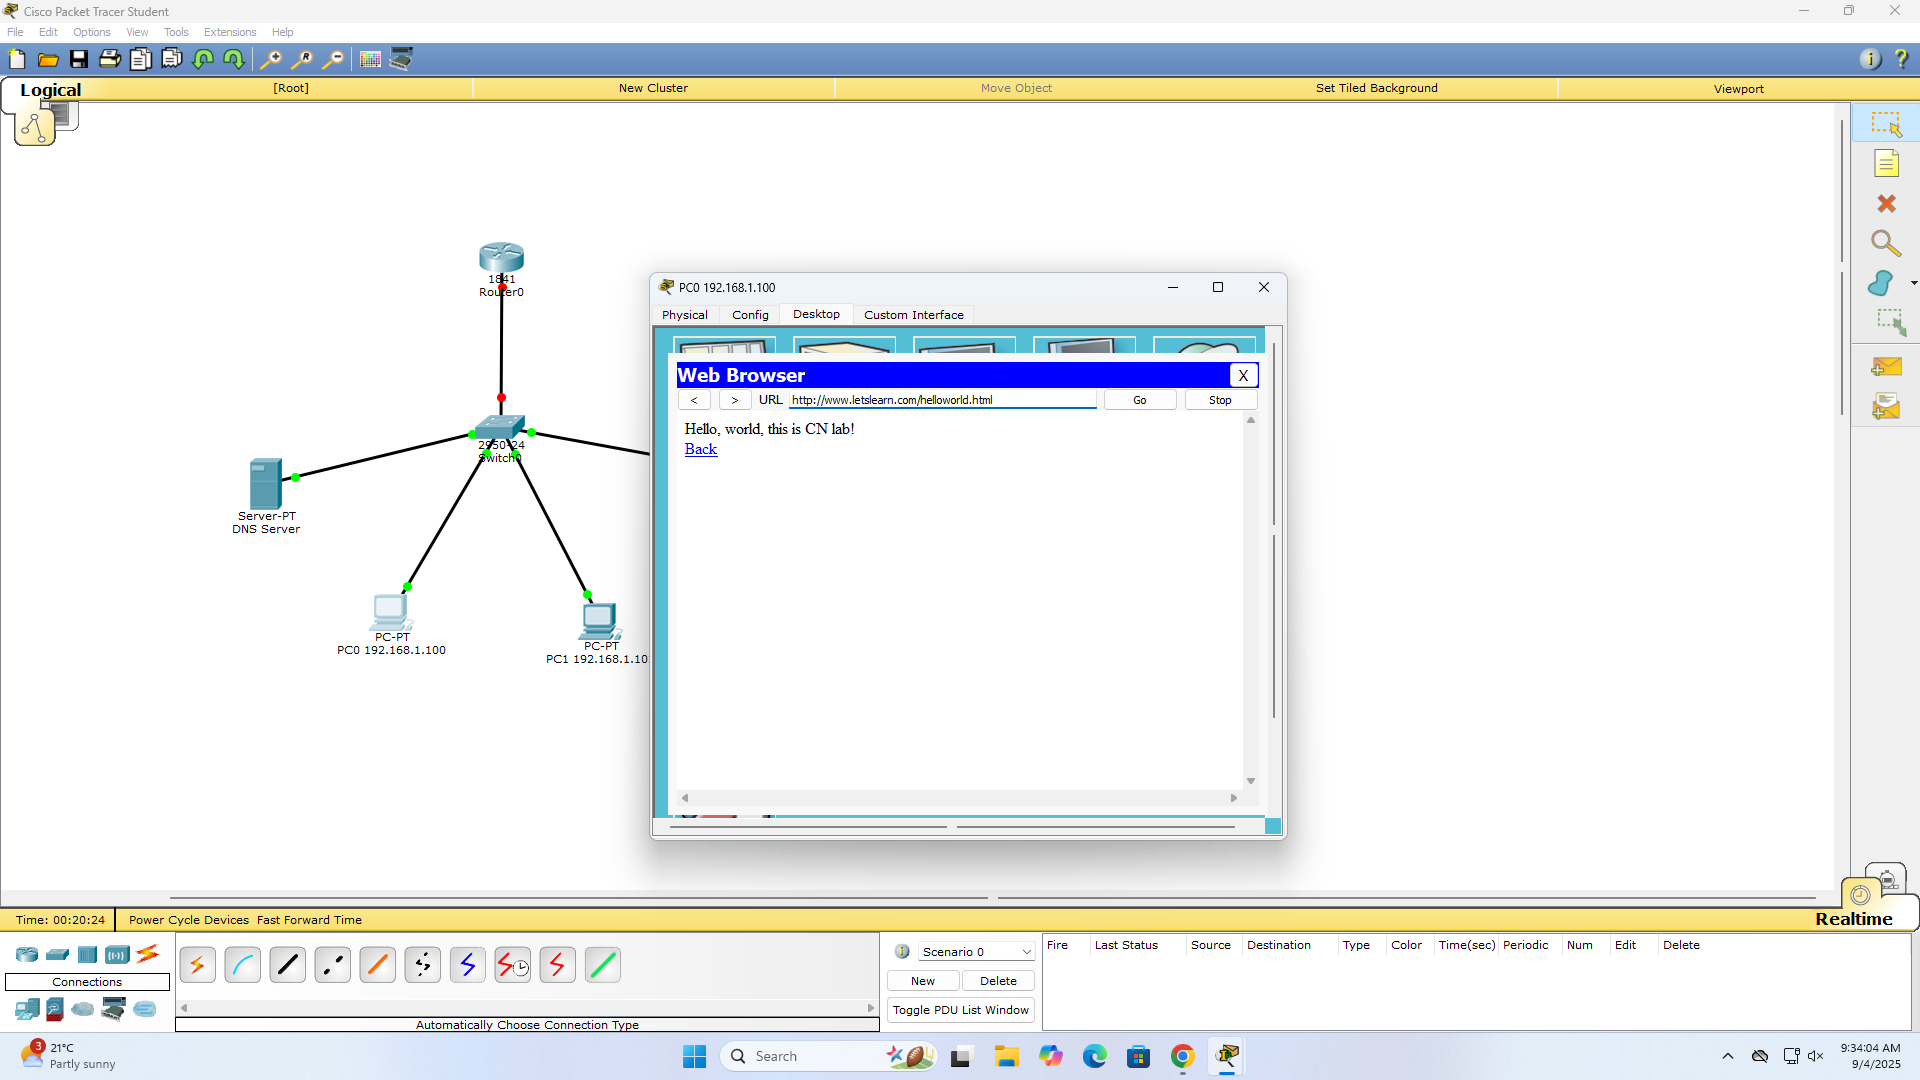 Cisco Packet Tracer Student
File Edit Options View Tools Extensions Help
Logical [Root] New Cluster Move Object Set Tiled Background Viewport
1841
Router0
2950-24
Switch0
Server-PT
DNS Server
PC-PT
PC0 192.168.1.100
PC-PT
PC1 192.168.1.10
PC0 192.168.1.100
Physical Config Desktop Custom Interface
Web Browser X
< > URL http://www.letslearn.com/helloworld.html Go Stop
Hello, world, this is CN lab!
Back
Time: 00:20:24 Power Cycle Devices Fast Forward Time Realtime
Connections
Automatically Choose Connection Type
Scenario 0
New Delete
Toggle PDU List Window
Fire Last Status Source Destination Type Color Time(sec) Periodic Num Edit Delete
3
21°C
Partly sunny
Search
9:34:04 AM
9/4/2025